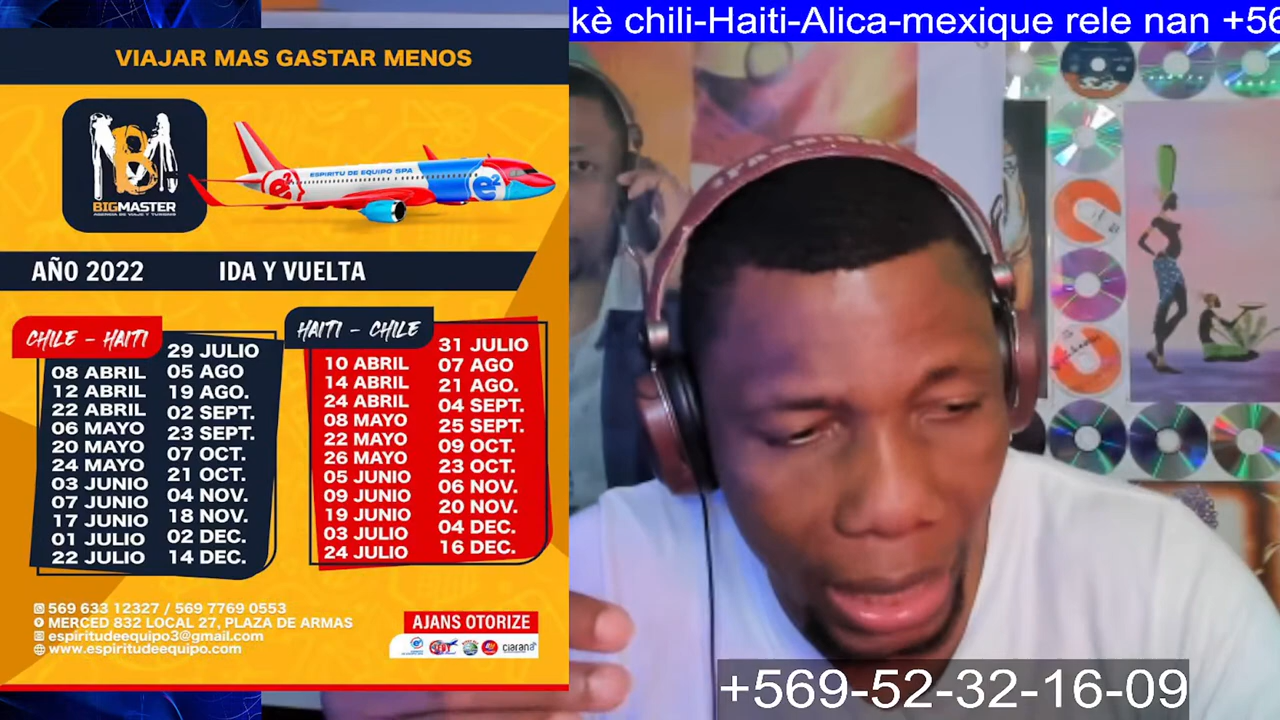 kè chili-Haiti-Alica-mexique rele nan +56
VIAJAR MAS GASTAR MENOS
BIGMASTER
AGENCIA DE VIAJE Y TURISMO
ESPIRITU DE EQUIPO SPA
e²
e²
AÑO 2022
IDA Y VUELTA
CHILE - HAITI
08 ABRIL
12 ABRIL
22 ABRIL
06 MAYO
20 MAYO
24 MAYO
03 JUNIO
07 JUNIO
17 JUNIO
01 JULIO
22 JULIO
29 JULIO
05 AGO
19 AGO.
02 SEPT.
23 SEPT.
07 OCT.
21 OCT.
04 NOV.
18 NOV.
02 DEC.
14 DEC.
HAITI - CHILE
10 ABRIL
14 ABRIL
24 ABRIL
08 MAYO
22 MAYO
26 MAYO
05 JUNIO
09 JUNIO
19 JUNIO
03 JULIO
24 JULIO
31 JULIO
07 AGO
21 AGO.
04 SEPT.
25 SEPT.
09 OCT.
23 OCT.
06 NOV.
20 NOV.
04 DEC.
16 DEC.
569 633 12327 / 569 7769 0553
MERCED 832 LOCAL 27, PLAZA DE ARMAS
espiritudeequipo3@gmail.com
www.espiritudeequipo.com
AJANS OTORIZE
ciarana
+569-52-32-16-09